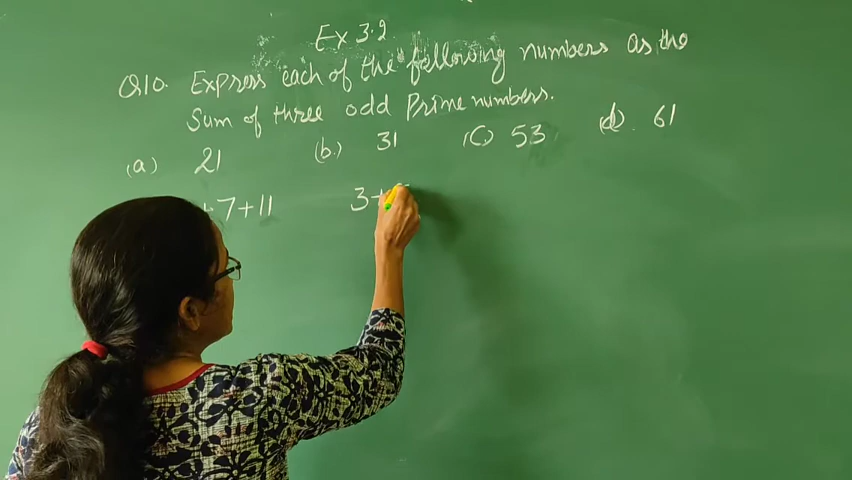 Ex 3.2
Q10. Express each of the following numbers as the
Sum of three odd Prime numbers.
(a) 21 (b.) 31 (C) 53 (d). 61
+7+11 3+